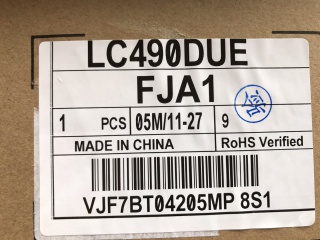 LC490DUE
FJA1
1 PCS 05M/11-27 9
MADE IN CHINA RoHS Verified
VJF7BT04205MP 8S1